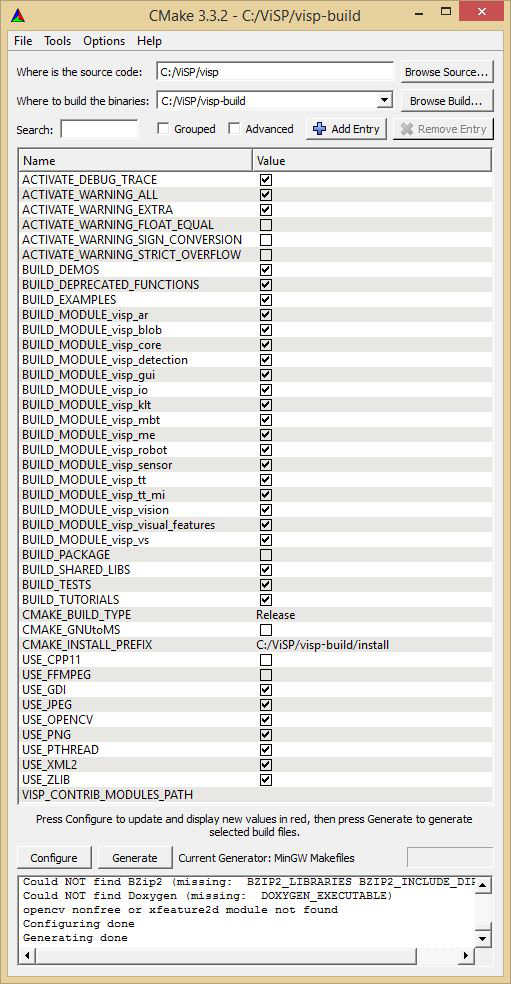 CMake 3.3.2 - C:/ViSP/visp-build
File Tools Options Help
Where is the source code: C:/ViSP/visp Browse Source...
Where to build the binaries: C:/ViSP/visp-build Browse Build...
Search: Grouped Advanced Add Entry Remove Entry
Name Value
ACTIVATE_DEBUG_TRACE
ACTIVATE_WARNING_ALL
ACTIVATE_WARNING_EXTRA
ACTIVATE_WARNING_FLOAT_EQUAL
ACTIVATE_WARNING_SIGN_CONVERSION
ACTIVATE_WARNING_STRICT_OVERFLOW
BUILD_DEMOS
BUILD_DEPRECATED_FUNCTIONS
BUILD_EXAMPLES
BUILD_MODULE_visp_ar
BUILD_MODULE_visp_blob
BUILD_MODULE_visp_core
BUILD_MODULE_visp_detection
BUILD_MODULE_visp_gui
BUILD_MODULE_visp_io
BUILD_MODULE_visp_klt
BUILD_MODULE_visp_mbt
BUILD_MODULE_visp_me
BUILD_MODULE_visp_robot
BUILD_MODULE_visp_sensor
BUILD_MODULE_visp_tt
BUILD_MODULE_visp_tt_mi
BUILD_MODULE_visp_vision
BUILD_MODULE_visp_visual_features
BUILD_MODULE_visp_vs
BUILD_PACKAGE
BUILD_SHARED_LIBS
BUILD_TESTS
BUILD_TUTORIALS
CMAKE_BUILD_TYPE Release
CMAKE_GNUtoMS
CMAKE_INSTALL_PREFIX C:/ViSP/visp-build/install
USE_CPP11
USE_FFMPEG
USE_GDI
USE_JPEG
USE_OPENCV
USE_PNG
USE_PTHREAD
USE_XML2
USE_ZLIB
VISP_CONTRIB_MODULES_PATH
Press Configure to update and display new values in red, then press Generate to generate
selected build files.
Configure Generate Current Generator: MinGW Makefiles
Could NOT find BZip2 (missing: BZIP2_LIBRARIES BZIP2_INCLUDE_DIR
Could NOT find Doxygen (missing: DOXYGEN_EXECUTABLE)
opencv nonfree or xfeature2d module not found
Configuring done
Generating done